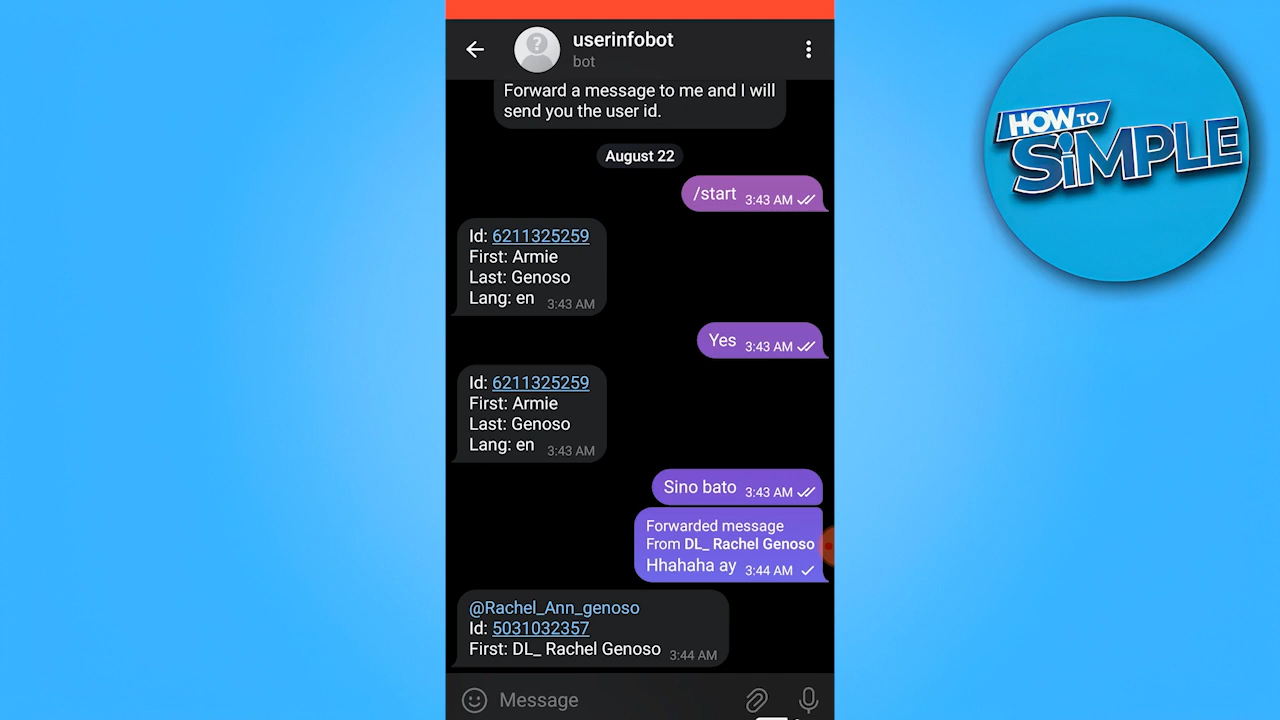 userinfobot
bot
Forward a message to me and I will
send you the user id.
August 22
/start 3:43 AM
Id: 6211325259
First: Armie
Last: Genoso
Lang: en 3:43 AM
Yes 3:43 AM
Id: 6211325259
First: Armie
Last: Genoso
Lang: en 3:43 AM
Sino bato 3:43 AM
Forwarded message
From DL_ Rachel Genoso
Hhahaha ay 3:44 AM
@Rachel_Ann_genoso
Id: 5031032357
First: DL_ Rachel Genoso 3:44 AM
Message
HOW TO
SIMPLE